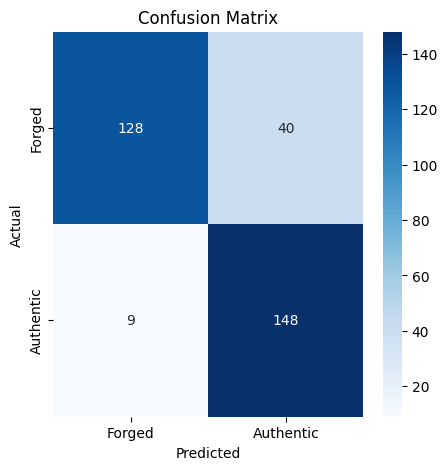 Confusion Matrix
Forged
128
40
Authentic
9
148
Actual
Forged
Authentic
Predicted
140
120
100
80
60
40
20